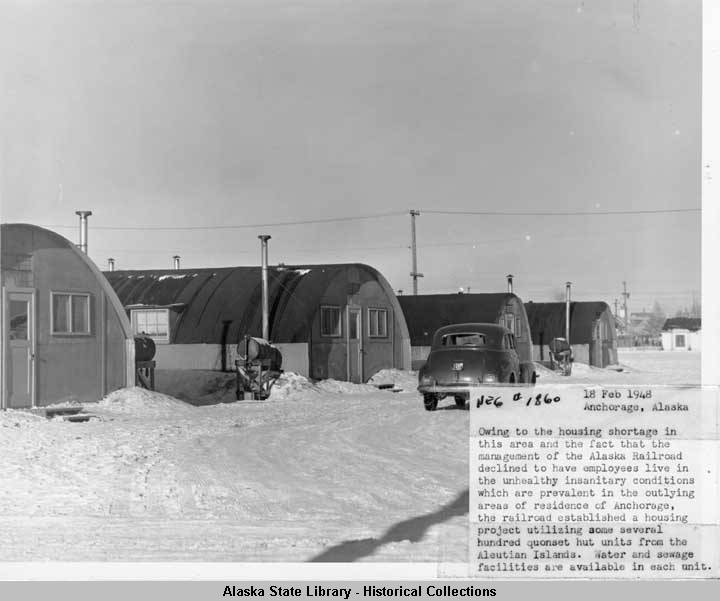 NEG # 1860
18 Feb 1948
Anchorage, Alaska
Owing to the housing shortage in
this area and the fact that the
management of the Alaska Railroad
declined to have employees live in
the unhealthy insanitary conditions
which are prevalent in the outlying
areas of residence of Anchorage,
the railroad established a housing
project utilizing some several
hundred quonset hut units from the
Aleutian Islands.  Water and sewage
facilities are available in each unit.
Alaska State Library - Historical Collections